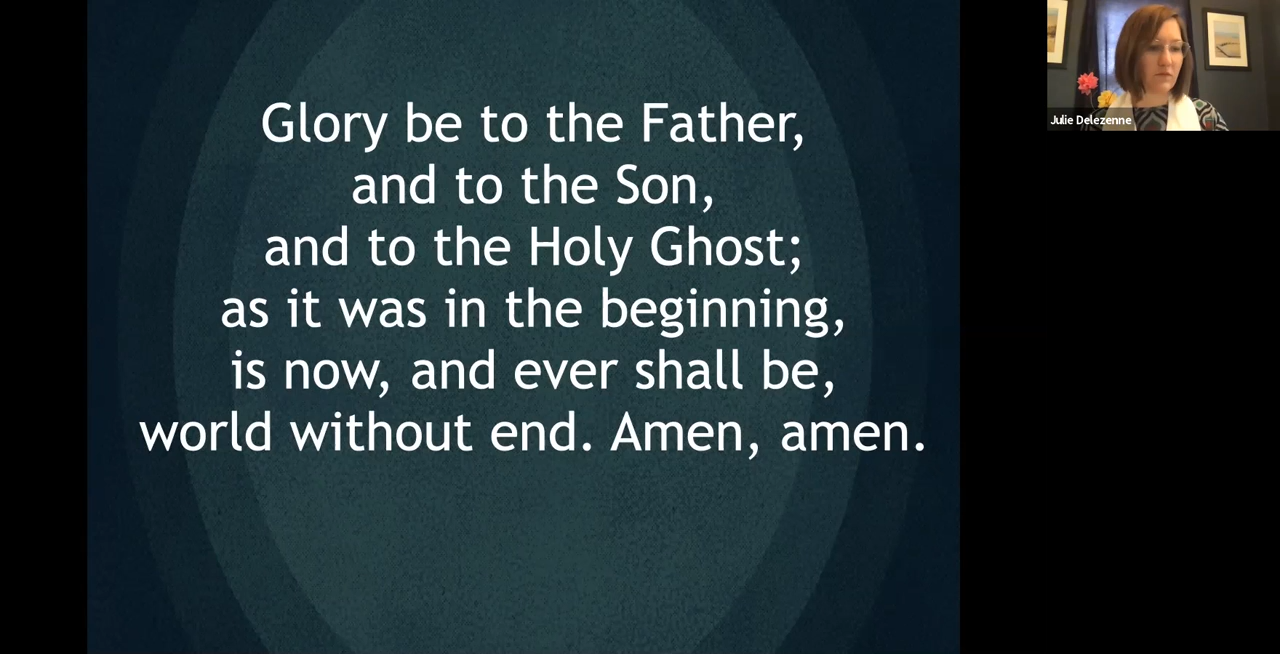 Glory be to the Father,
and to the Son,
and to the Holy Ghost;
as it was in the beginning,
is now, and ever shall be,
world without end. Amen, amen.
Julie Delezenne